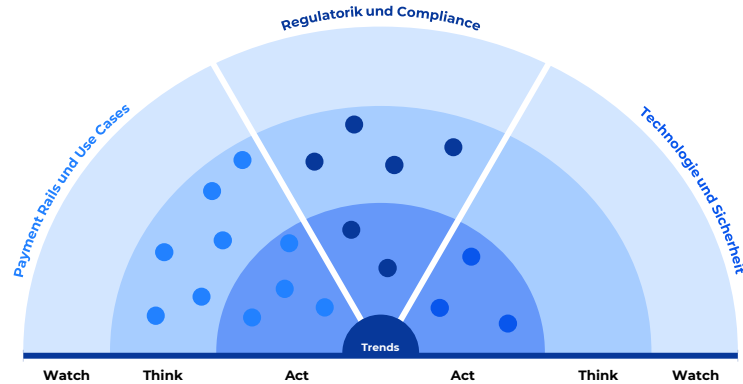 Regulatorik und Compliance
Payment Rails und Use Cases
Technologie und Sicherheit
Trends
Watch
Think
Act
Act
Think
Watch